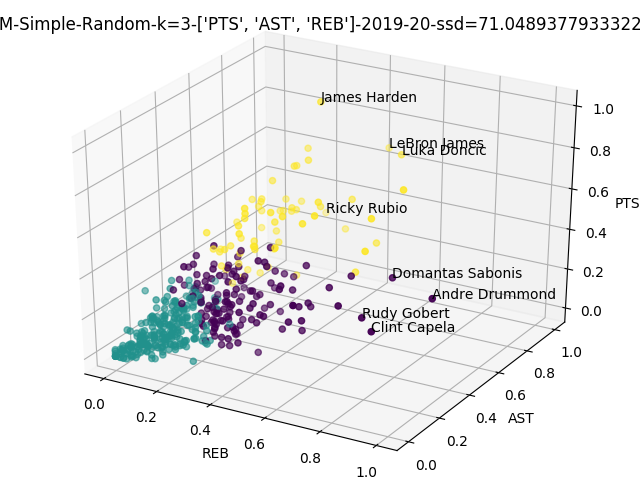 M-Simple-Random-k=3-['PTS', 'AST', 'REB']-2019-20-ssd=71.0489377933322
James Harden
LeBron James
Luka Doncic
Ricky Rubio
Domantas Sabonis
Andre Drummond
Rudy Gobert
Clint Capela
1.0
0.8
0.6
0.4
0.2
0.0
PTS
0.0
0.2
0.4
0.6
0.8
1.0
REB
0.0
0.2
0.4
0.6
0.8
1.0
AST